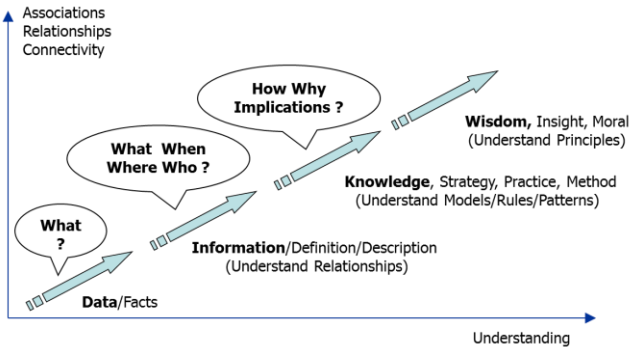 Associations
Relationships
Connectivity
How Why
Implications ?
Wisdom, Insight, Moral
(Understand Principles)
What When
Where Who ?
Knowledge, Strategy, Practice, Method
(Understand Models/Rules/Patterns)
What
?
Information/Definition/Description
(Understand Relationships)
Data/Facts
Understanding